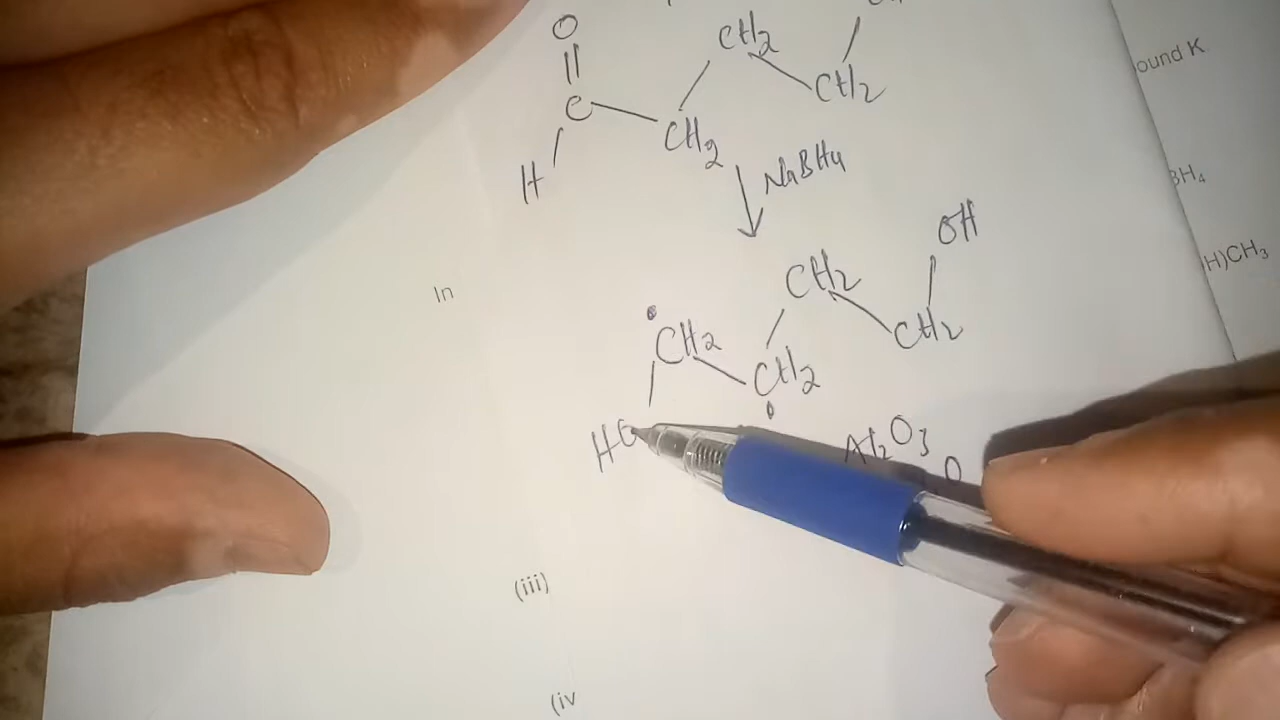 O
||
C
CH2
CH2
CH2
H
NaBH4
OH
CH2
CH2
CH2
CH2
HO
Al2O3
In
(iii)
(iv
ound K
BH4
H)CH3